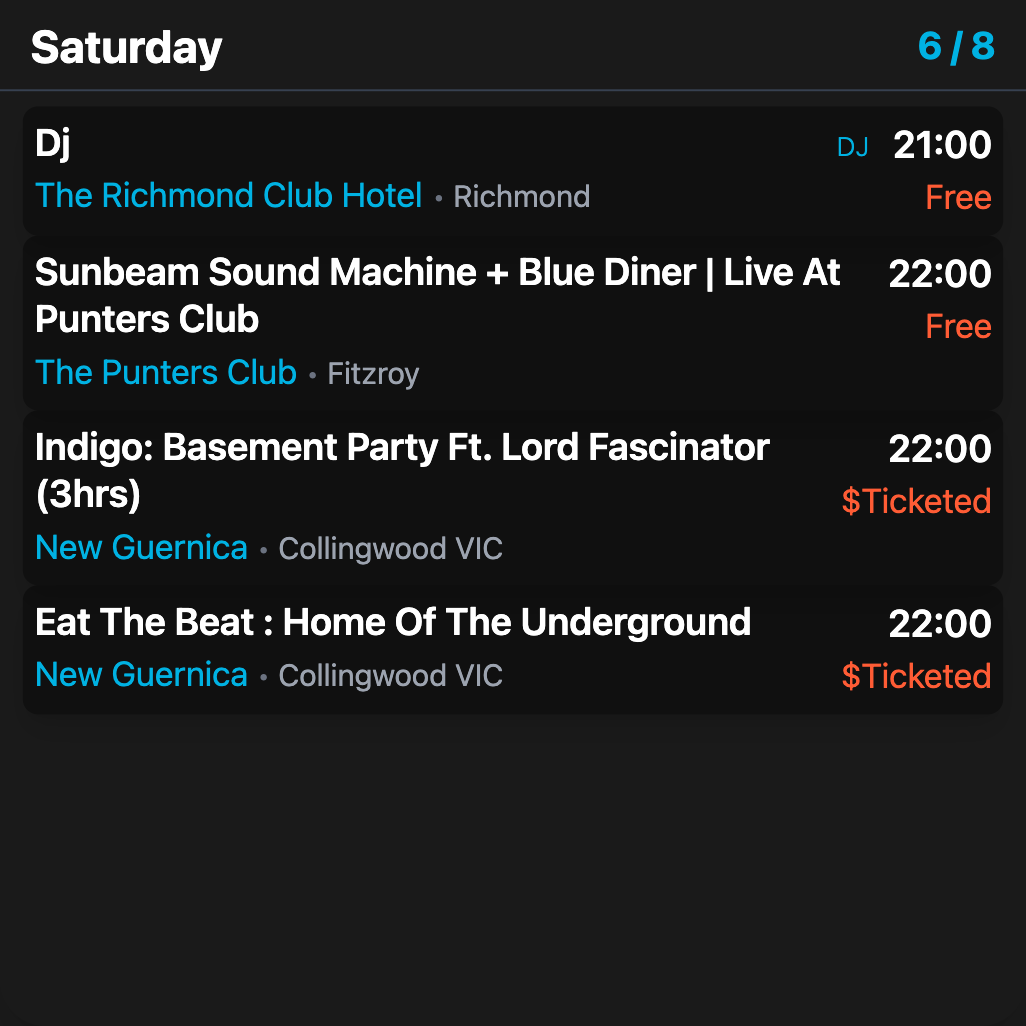 Saturday 6 / 8
Dj DJ 21:00
The Richmond Club Hotel • Richmond Free
Sunbeam Sound Machine + Blue Diner | Live At 22:00
Punters Club Free
The Punters Club • Fitzroy
Indigo: Basement Party Ft. Lord Fascinator 22:00
(3hrs) $Ticketed
New Guernica • Collingwood VIC
Eat The Beat : Home Of The Underground 22:00
New Guernica • Collingwood VIC $Ticketed